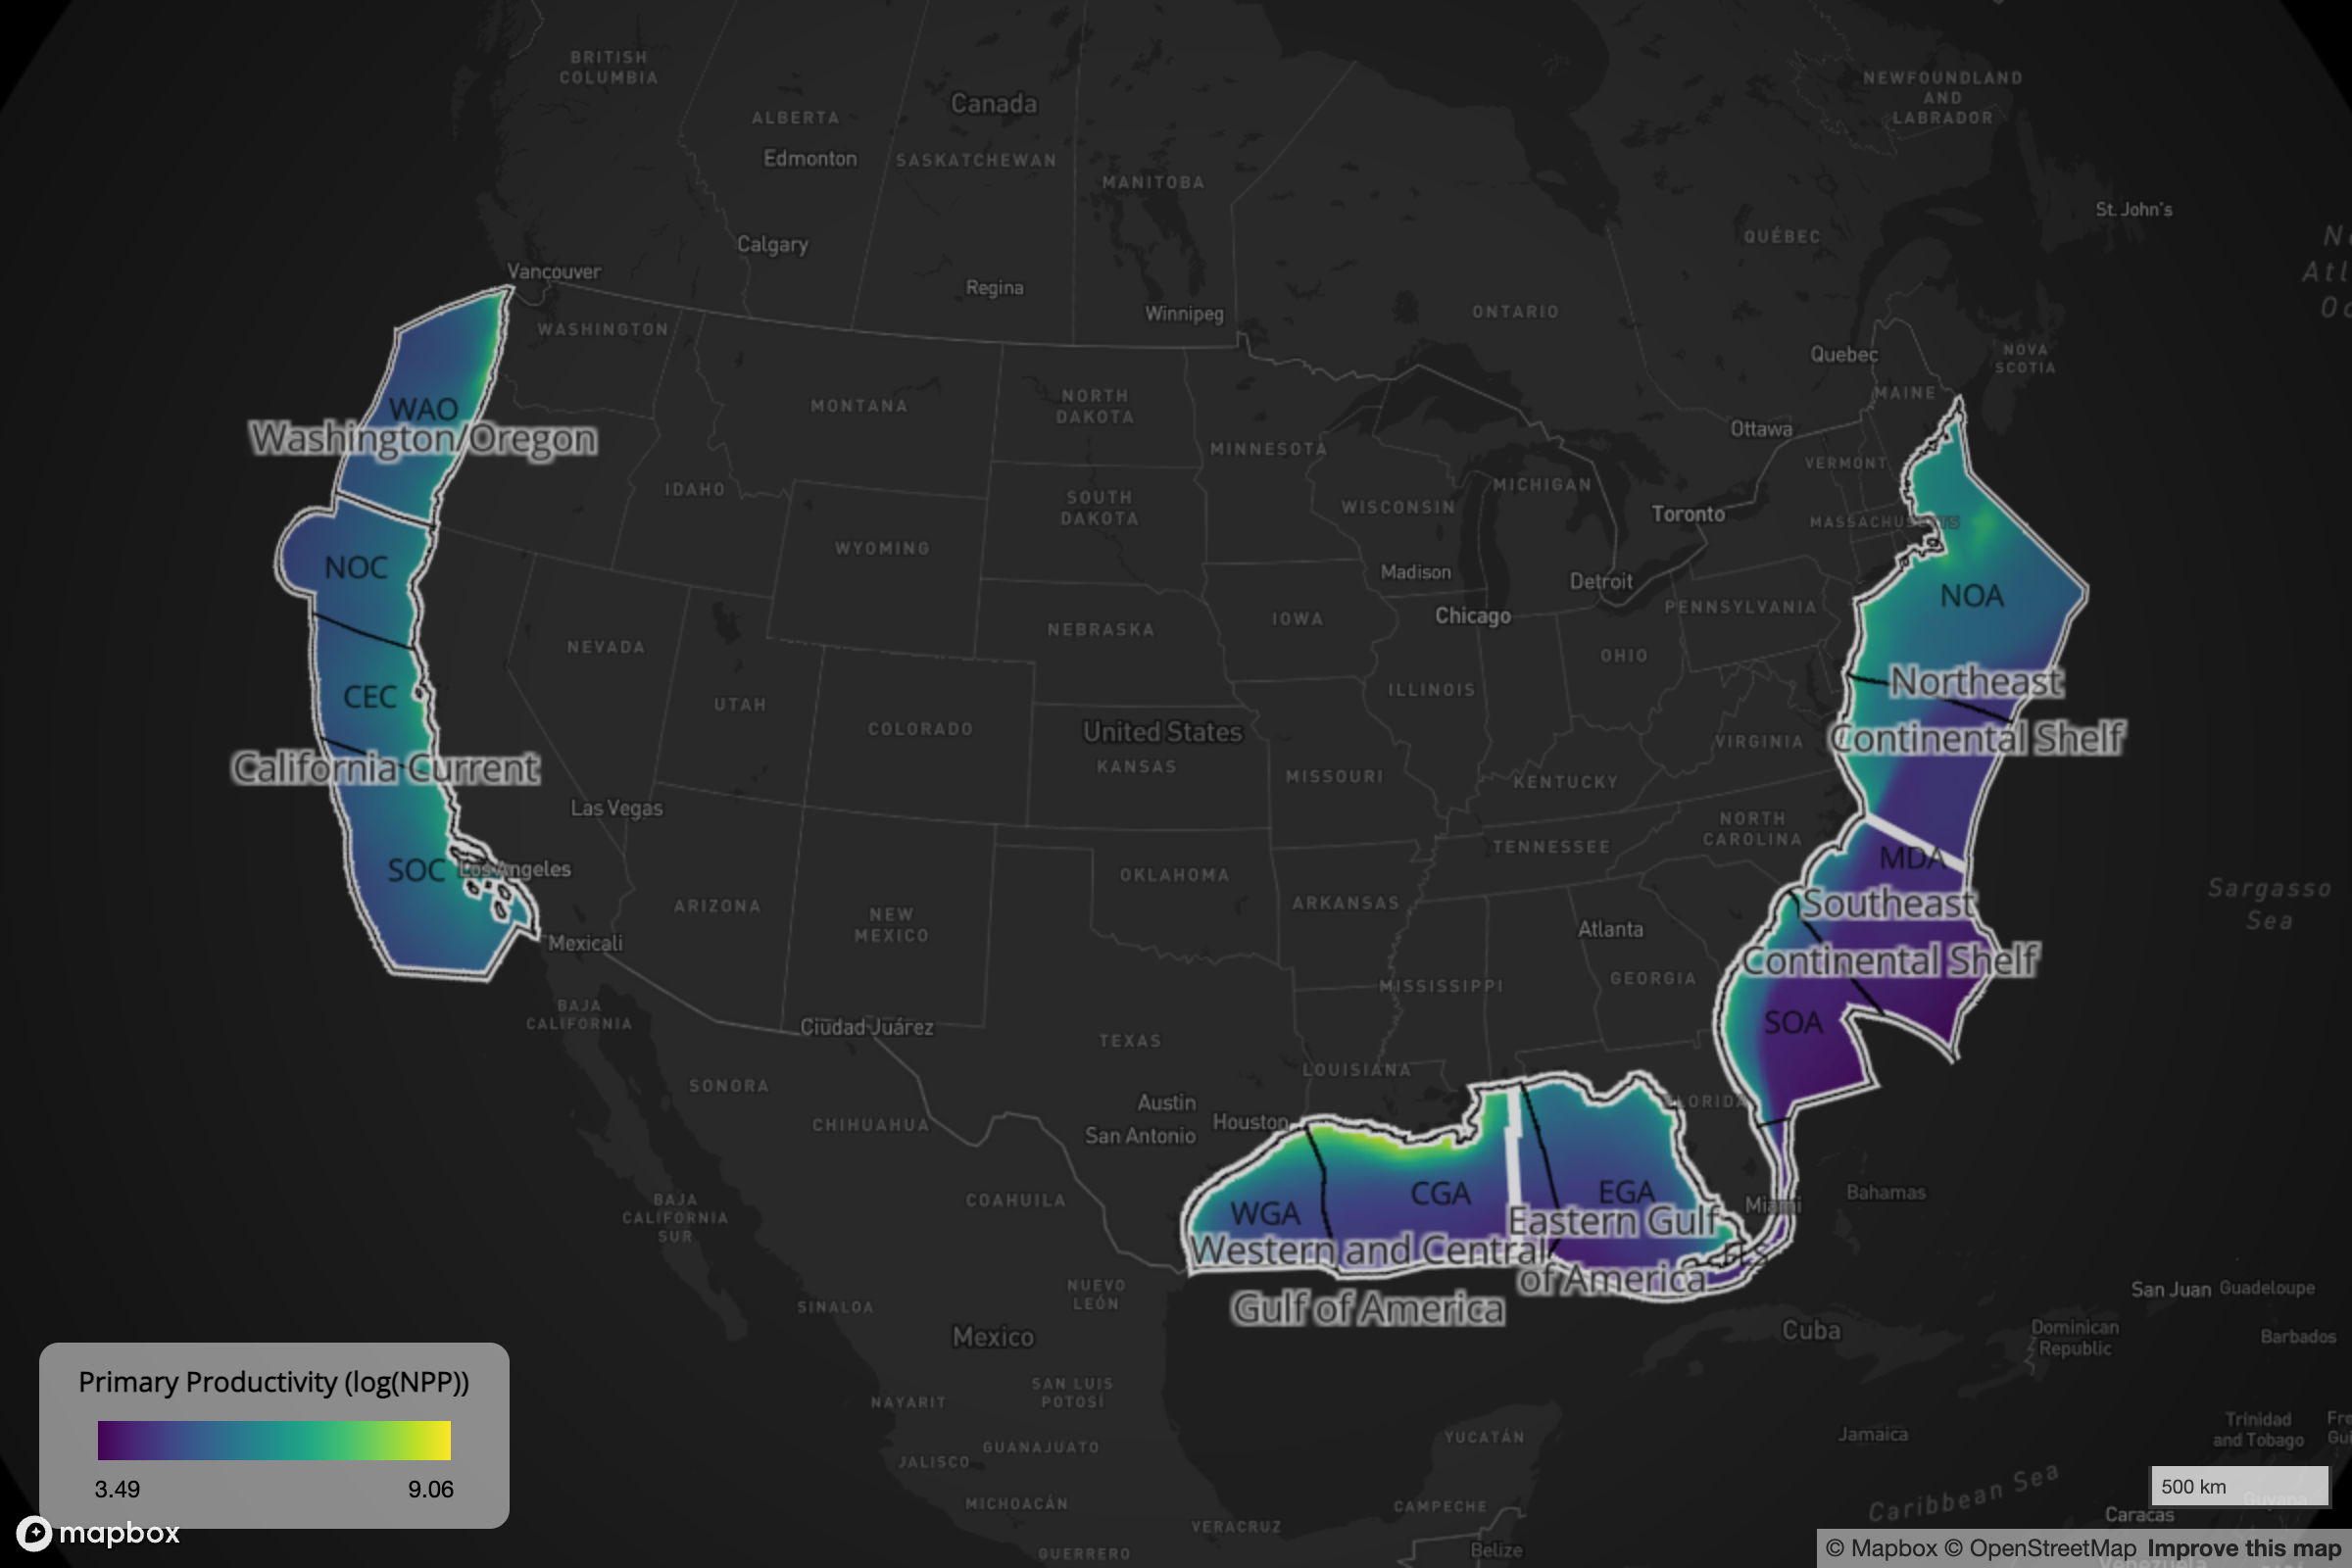 BRITISH
COLUMBIA
ALBERTA
Edmonton
Canada
SASKATCHEWAN
MANITOBA
NEWFOUNDLAND
AND
LABRADOR
St. John's
QUÉBEC
Calgary
Vancouver
Regina
Winnipeg
ONTARIO
WASHINGTON
Quebec
NOVA
SCOTIA
MAINE
MONTANA
NORTH
DAKOTA
MINNESOTA
Ottawa
VERMONT
WAO
Washington/Oregon
IDAHO
SOUTH
DAKOTA
WISCONSIN
MICHIGAN
Toronto
MASSACHUSETTS
WYOMING
NOC
Madison
Detroit
Chicago
IOWA
PENNSYLVANIA
NOA
NEBRASKA
NEVADA
OHIO
ILLINOIS
Northeast
Continental Shelf
CEC
UTAH
COLORADO
United States
KANSAS
MISSOURI
VIRGINIA
KENTUCKY
California Current
Las Vegas
NORTH
CAROLINA
TENNESSEE
MDA
SOC
Los Angeles
OKLAHOMA
ARKANSAS
Sargasso
Sea
ARIZONA
NEW
MEXICO
Southeast
Continental Shelf
Atlanta
Mexicali
MISSISSIPPI
GEORGIA
BAJA
CALIFORNIA
Ciudad Juárez
TEXAS
SOA
LOUISIANA
SONORA
Austin
FLORIDA
CHIHUAHUA
San Antonio
Houston
BAJA
CALIFORNIA
SUR
COAHUILA
WGA
CGA
EGA
Miami
Bahamas
Eastern Gulf
of America
Western and Central
Gulf of America
NUEVO
LEÓN
SINALOA
San Juan
Guadeloupe
Mexico
Cuba
Dominican
Republic
Barbados
NAYARIT
SAN LUIS
POTOSÍ
GUANAJUATO
JALISCO
YUCATÁN
Jamaica
Trinidad
and Tobago
MICHOACÁN
CAMPECHE
Caribbean Sea
VERACRUZ
GUERRERO
Belize
Caracas
Primary Productivity (log(NPP))
3.49
9.06
mapbox
500 km
© Mapbox © OpenStreetMap Improve this map